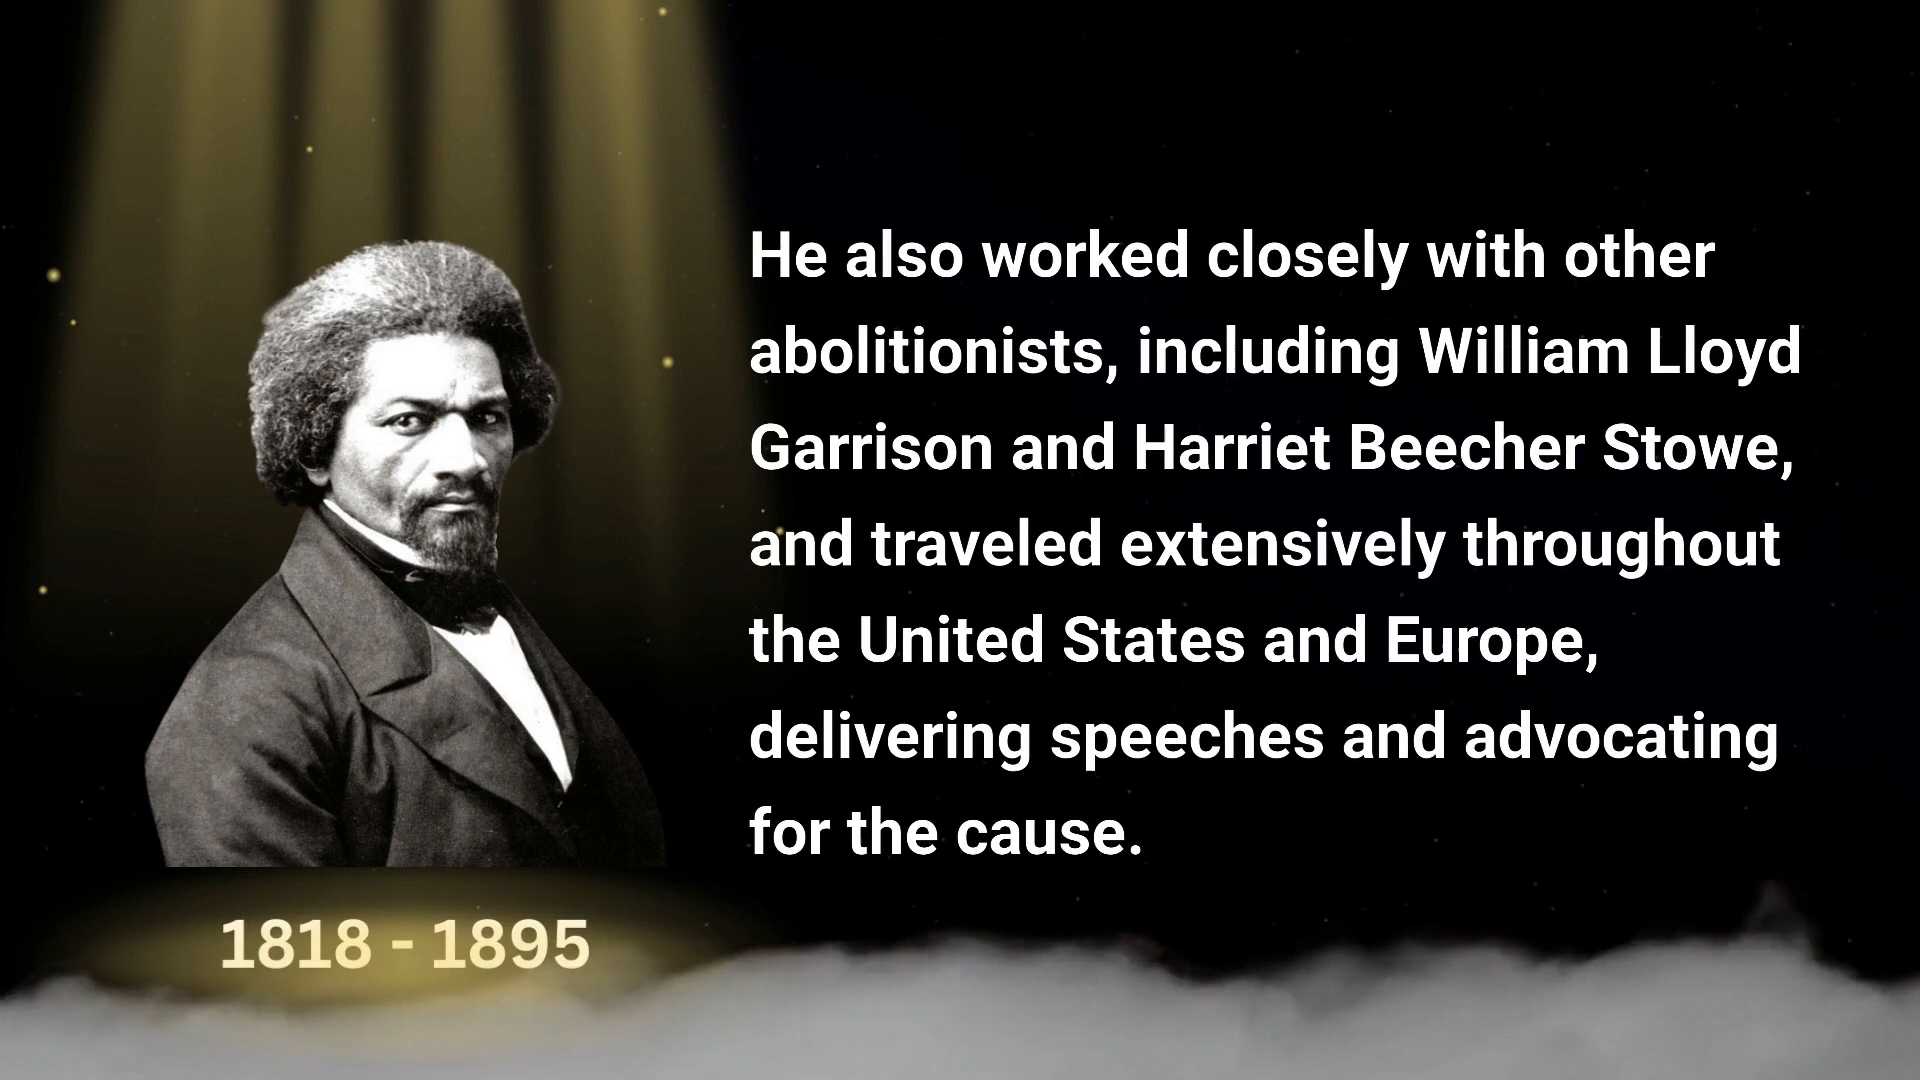 He also worked closely with other
abolitionists, including William Lloyd
Garrison and Harriet Beecher Stowe,
and traveled extensively throughout
the United States and Europe,
delivering speeches and advocating
for the cause.
1818 - 1895